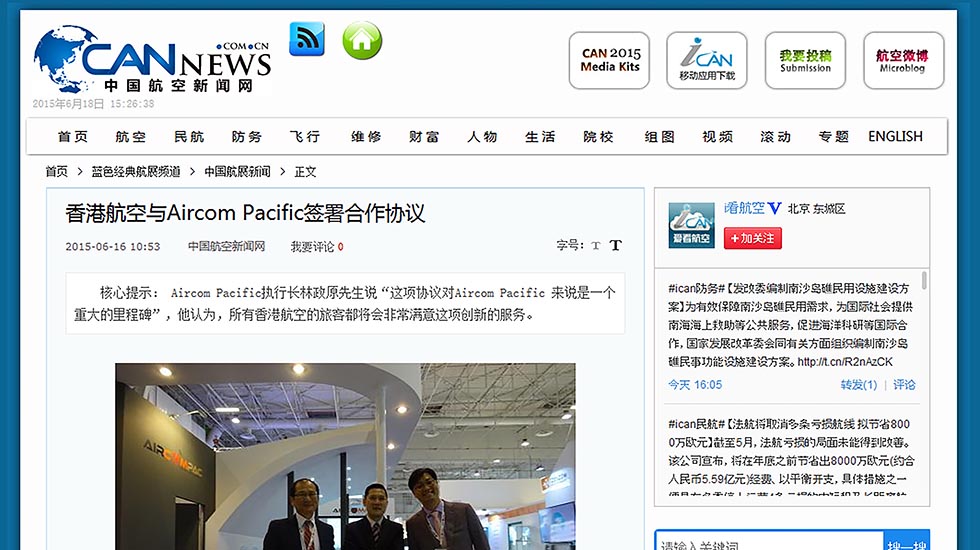 CANNEWS.COM.CN
中国航空新闻网
2015年6月18日 15:26:38
CAN 2015
Media Kits
iCAN
移动应用下载
我要投稿
Submission
航空微博
Microblog
首页 航空 民航 防务 飞行 维修 财富 人物 生活 院校 组图 视频 滚动 专题 ENGLISH
首页 > 蓝色经典航展频道 > 中国航展新闻 > 正文
香港航空与Aircom Pacific签署合作协议
2015-06-16 10:53 中国航空新闻网 我要评论 0 字号： T T
核心提示： Aircom Pacific执行长林政原先生说“这项协议对Aircom Pacific 来说是一个
重大的里程碑”，他认为，所有香港航空的旅客都将会非常满意这项创新的服务。
AIRCOMPAC
iCAN
爱看航空
i看航空 V 北京 东城区
+加关注
#ican防务#【发改委编制南沙岛礁民用设施建设方
案】为有效保障南沙岛礁民用需求，为国际社会提供
南海海上救助等公共服务，促进海洋科研等国际合
作，国家发展改革委会同有关方面组织编制南沙岛
礁民事功能设施建设方案。http://t.cn/R2nAzCK
今天 16:05 转发(1) | 评论
#ican民航#【法航将取消多条亏损航线 拟节省800
0万欧元】截至5月，法航亏损的局面未能得到改善。
该公司宣布，将在年底之前节省出8000万欧元(约合
人民币5.59亿元)经费、以平衡开支，具体措施之一
请输入关键词 搜一搜